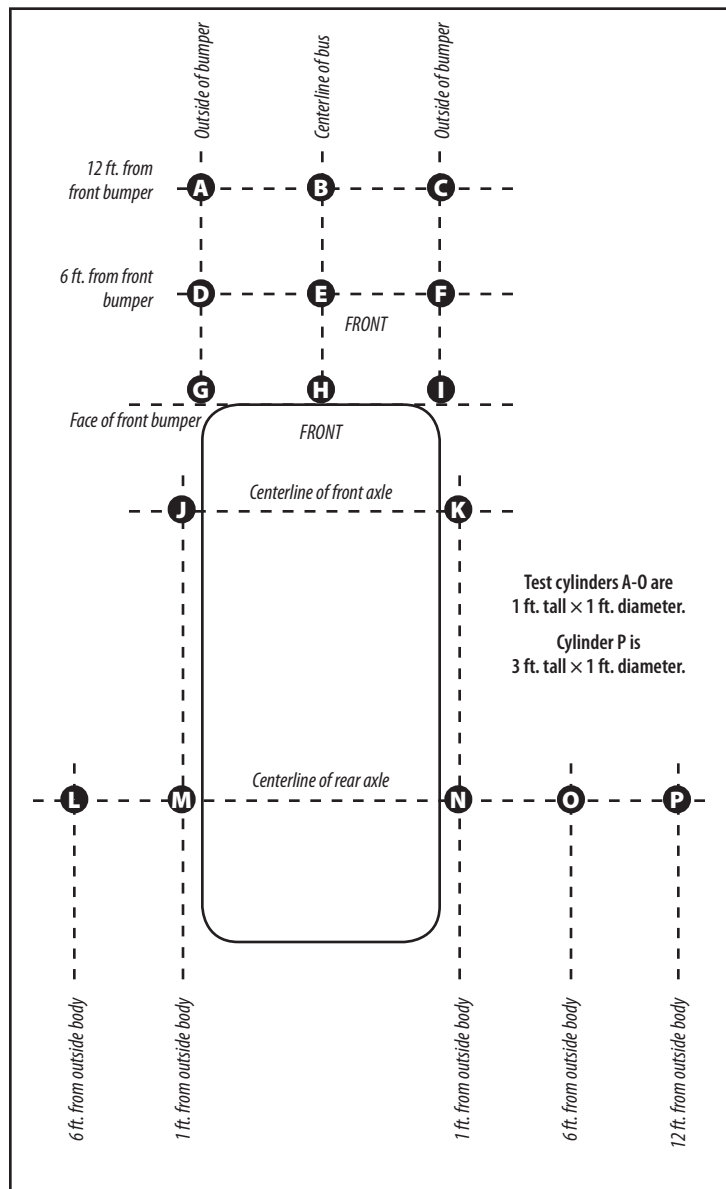 Outside of bumper
Centerline of bus
Outside of bumper
12 ft. from
front bumper
A
B
C
6 ft. from front
bumper
D
E
F
FRONT
G
H
I
Face of front bumper
FRONT
J
Centerline of front axle
K
Test cylinders A-O are
1 ft. tall × 1 ft. diameter.
Cylinder P is
3 ft. tall × 1 ft. diameter.
L
M
Centerline of rear axle
N
O
P
6 ft. from outside body
1 ft. from outside body
1 ft. from outside body
6 ft. from outside body
12 ft. from outside body